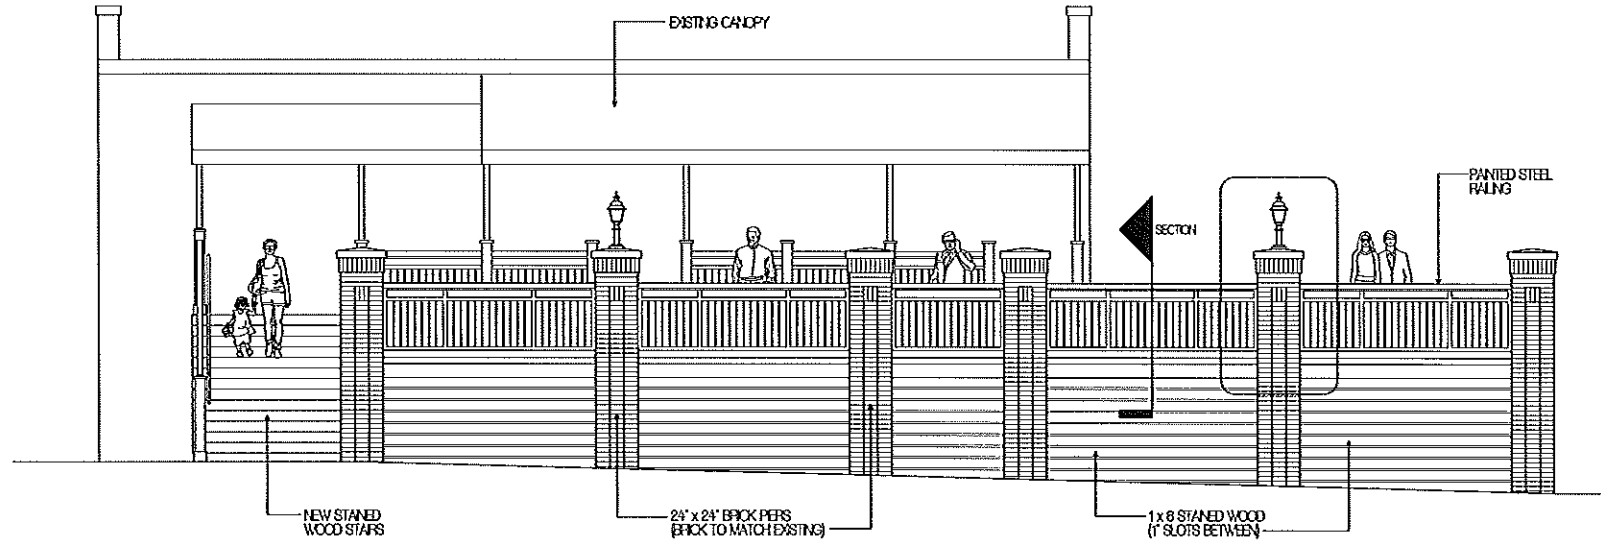 EXISTING CANOPY
PAINTED STEEL
RAILING
SECTION
NEW STAINED
WOOD STAIRS
24" x 24" BRICK PIERS
(BRICK TO MATCH EXISTING)
1 x 8 STAINED WOOD
(1" SLOTS BETWEEN)